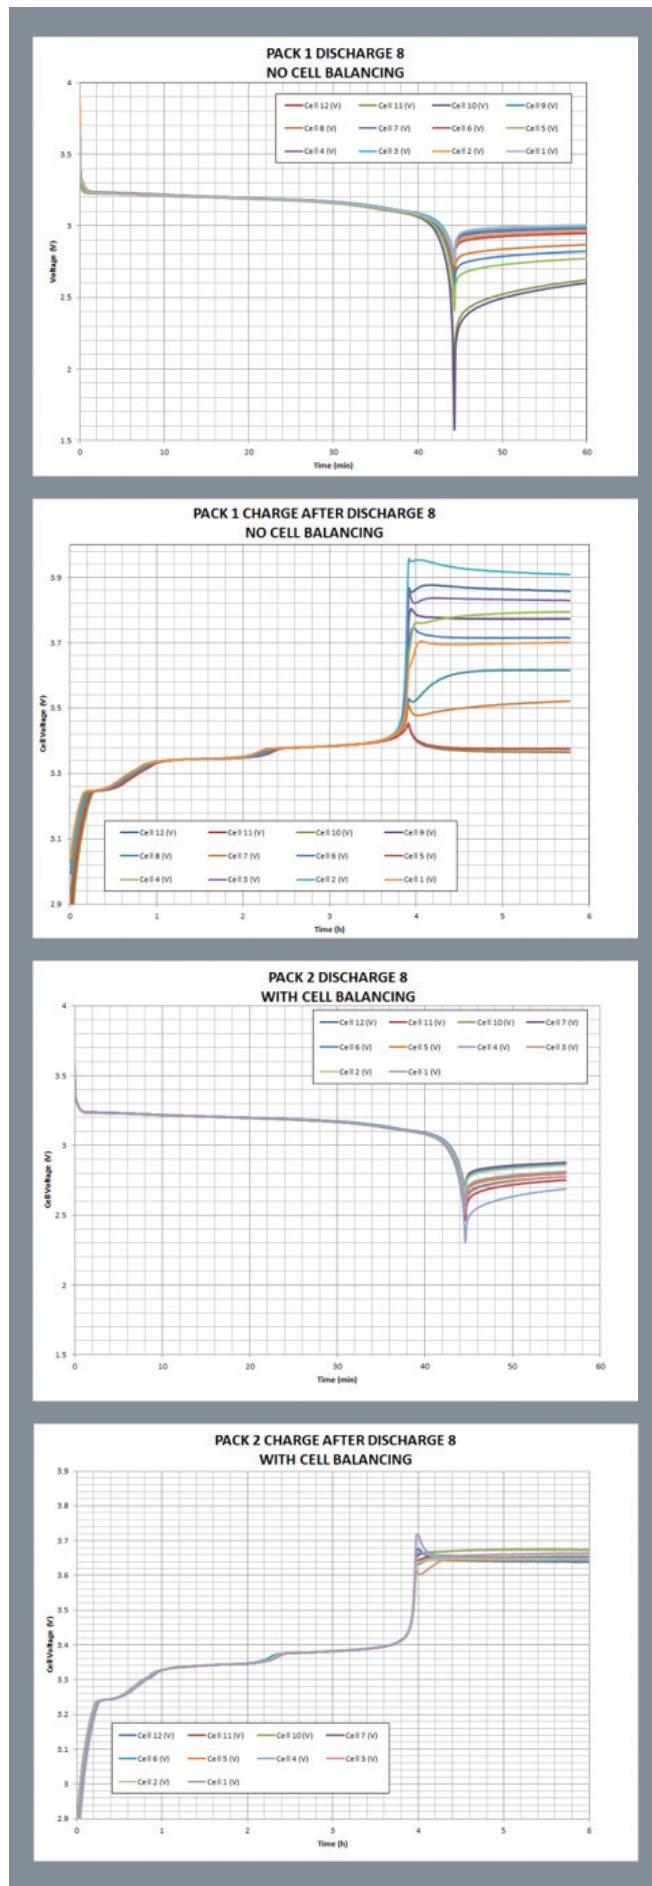 PACK 1 DISCHARGE 8
NO CELL BALANCING
4
3.5
3
2.5
2
1.5
Voltage (V)
Cell 12 (V) Cell 11 (V) Cell 10 (V) Cell 9 (V)
Cell 8 (V) Cell 7 (V) Cell 6 (V) Cell 5 (V)
Cell 4 (V) Cell 3 (V) Cell 2 (V) Cell 1 (V)
0 10 20 30 40 50 60
Time (min)
PACK 1 CHARGE AFTER DISCHARGE 8
NO CELL BALANCING
3.9
3.7
3.5
3.3
3.1
2.9
Cell Voltage (V)
Cell 12 (V) Cell 11 (V) Cell 10 (V) Cell 9 (V)
Cell 8 (V) Cell 7 (V) Cell 6 (V) Cell 5 (V)
Cell 4 (V) Cell 3 (V) Cell 2 (V) Cell 1 (V)
0 1 2 3 4 5 6
Time (h)
PACK 2 DISCHARGE 8
WITH CELL BALANCING
4
3.5
3
2.5
2
1.5
Cell Voltage (V)
Cell 12 (V) Cell 11 (V) Cell 10 (V) Cell 7 (V)
Cell 6 (V) Cell 5 (V) Cell 4 (V) Cell 3 (V)
Cell 2 (V) Cell 1 (V)
0 10 20 30 40 50 60
Time (min)
PACK 2 CHARGE AFTER DISCHARGE 8
WITH CELL BALANCING
3.9
3.8
3.7
3.6
3.5
3.4
3.3
3.2
3.1
3
2.9
Cell Voltage (V)
Cell 12 (V) Cell 11 (V) Cell 10 (V) Cell 7 (V)
Cell 6 (V) Cell 5 (V) Cell 4 (V) Cell 3 (V)
Cell 2 (V) Cell 1 (V)
0 1 2 3 4 5 6
Time (h)